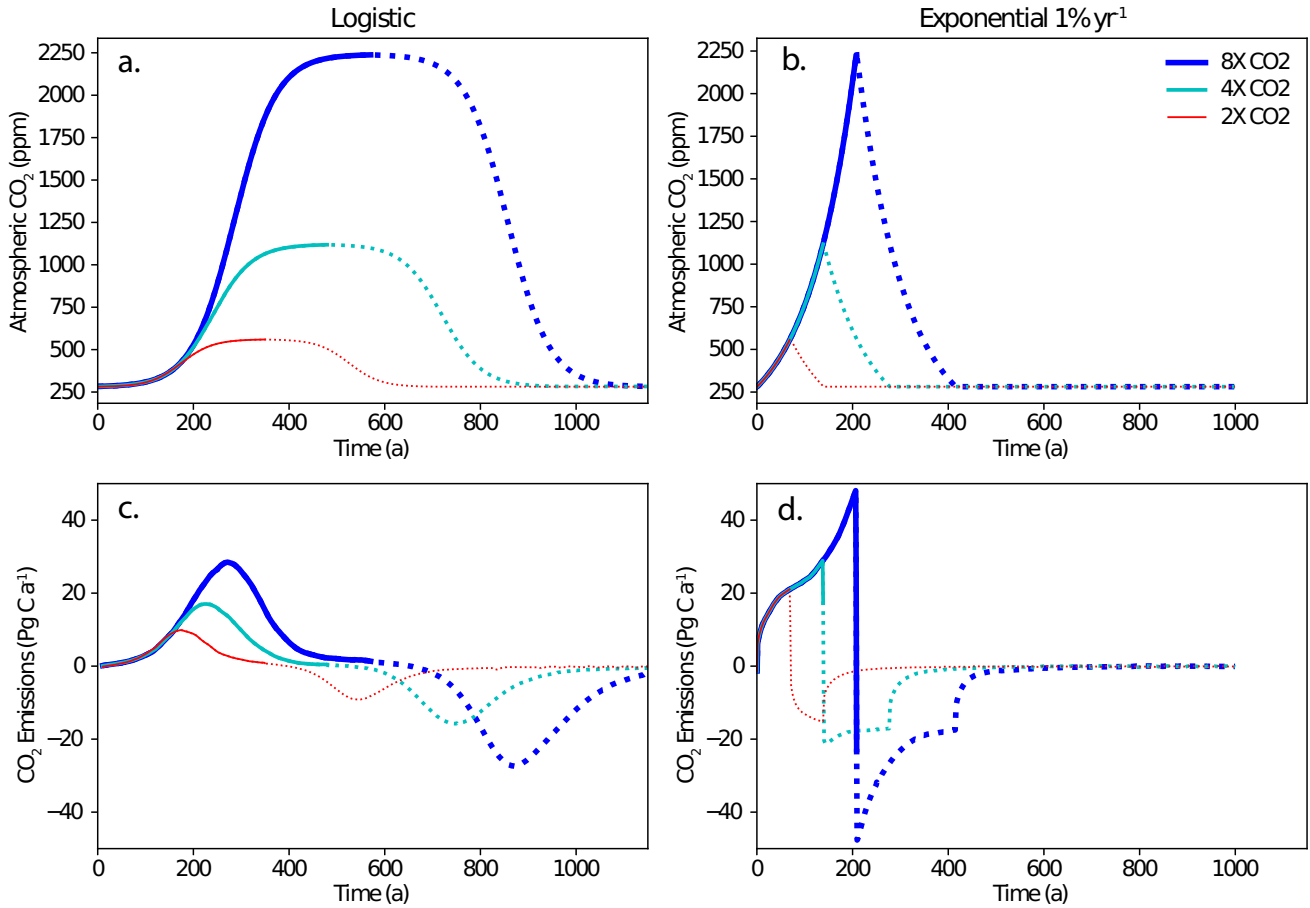 Logistic
Exponential 1% yr⁻¹
a.
2250
2000
1750
1500
1250
1000
750
500
250
Atmospheric CO₂ (ppm)
0 200 400 600 800 1000
Time (a)
b.
8X CO2
4X CO2
2X CO2
2250
2000
1750
1500
1250
1000
750
500
250
Atmospheric CO₂ (ppm)
0 200 400 600 800 1000
Time (a)
c.
40
20
0
−20
−40
CO₂ Emissions (Pg C a⁻¹)
0 200 400 600 800 1000
Time (a)
d.
40
20
0
−20
−40
CO₂ Emissions (Pg C a⁻¹)
0 200 400 600 800 1000
Time (a)